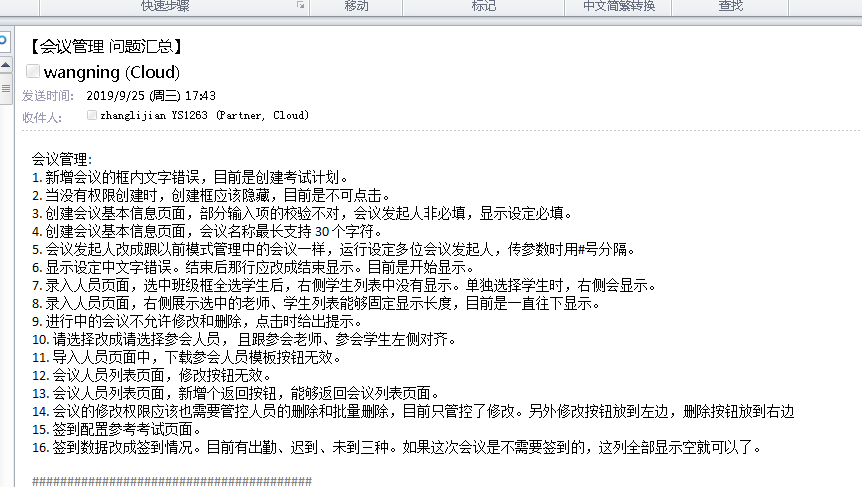 快速步骤
移动
标记
中文简繁转换
查找
【会议管理 问题汇总】
wangning (Cloud)
发送时间: 2019/9/25 (周三) 17:43
收件人: zhanglijian YS1263 (Partner, Cloud)
会议管理:
1. 新增会议的框内文字错误，目前是创建考试计划。
2. 当没有权限创建时，创建框应该隐藏，目前是不可点击。
3. 创建会议基本信息页面，部分输入项的校验不对，会议发起人非必填，显示设定必填。
4. 创建会议基本信息页面，会议名称最长支持 30 个字符。
5. 会议发起人改成跟以前模式管理中的会议一样，运行设定多位会议发起人，传参数时用#号分隔。
6. 显示设定中文字错误。结束后那行应改成结束显示。目前是开始显示。
7. 录入人员页面，选中班级框全选学生后，右侧学生列表中没有显示。单独选择学生时，右侧会显示。
8. 录入人员页面，右侧展示选中的老师、学生列表能够固定显示长度，目前是一直往下显示。
9. 进行中的会议不允许修改和删除，点击时给出提示。
10. 请选择改成请选择参会人员， 且跟参会老师、参会学生左侧对齐。
11. 导入人员页面中，下载参会人员模板按钮无效。
12. 会议人员列表页面，修改按钮无效。
13. 会议人员列表页面，新增个返回按钮，能够返回会议列表页面。
14. 会议的修改权限应该也需要管控人员的删除和批量删除，目前只管控了修改。另外修改按钮放到左边，删除按钮放到右边
15. 签到配置参考考试页面。
16. 签到数据改成签到情况。目前有出勤、迟到、未到三种。如果这次会议是不需要签到的，这列全部显示空就可以了。
########################################